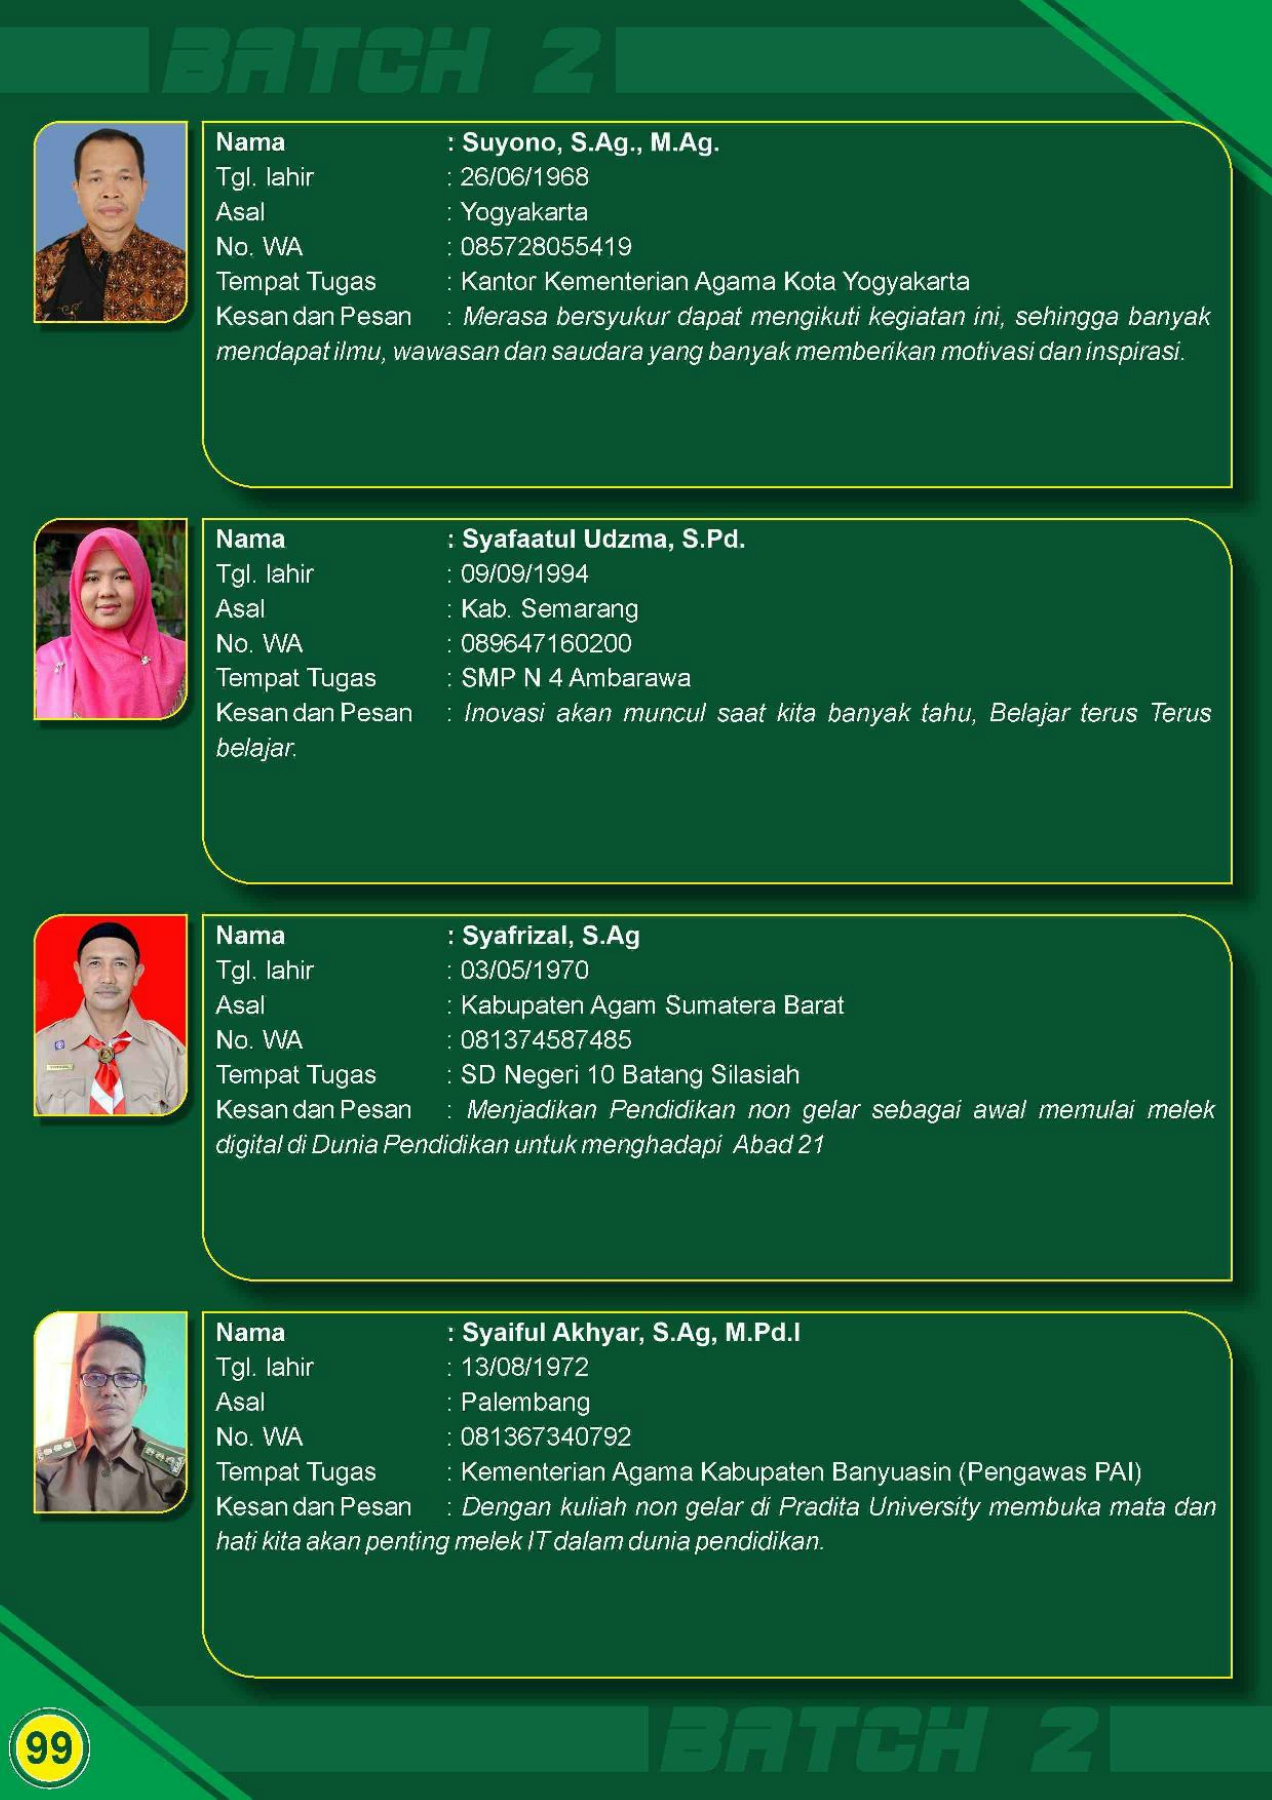 BATCH 2
Nama : Suyono, S.Ag., M.Ag.
Tgl. lahir : 26/06/1968
Asal : Yogyakarta
No. WA : 085728055419
Tempat Tugas : Kantor Kementerian Agama Kota Yogyakarta
Kesan dan Pesan : Merasa bersyukur dapat mengikuti kegiatan ini, sehingga banyak
mendapat ilmu, wawasan dan saudara yang banyak memberikan motivasi dan inspirasi.
Nama : Syafaatul Udzma, S.Pd.
Tgl. lahir : 09/09/1994
Asal : Kab. Semarang
No. WA : 089647160200
Tempat Tugas : SMP N 4 Ambarawa
Kesan dan Pesan : Inovasi akan muncul saat kita banyak tahu, Belajar terus Terus
belajar.
Nama : Syafrizal, S.Ag
Tgl. lahir : 03/05/1970
Asal : Kabupaten Agam Sumatera Barat
No. WA : 081374587485
Tempat Tugas : SD Negeri 10 Batang Silasiah
Kesan dan Pesan : Menjadikan Pendidikan non gelar sebagai awal memulai melek
digital di Dunia Pendidikan untuk menghadapi Abad 21
Nama : Syaiful Akhyar, S.Ag, M.Pd.I
Tgl. lahir : 13/08/1972
Asal : Palembang
No. WA : 081367340792
Tempat Tugas : Kementerian Agama Kabupaten Banyuasin (Pengawas PAI)
Kesan dan Pesan : Dengan kuliah non gelar di Pradita University membuka mata dan
hati kita akan penting melek IT dalam dunia pendidikan.
BATCH 2
99